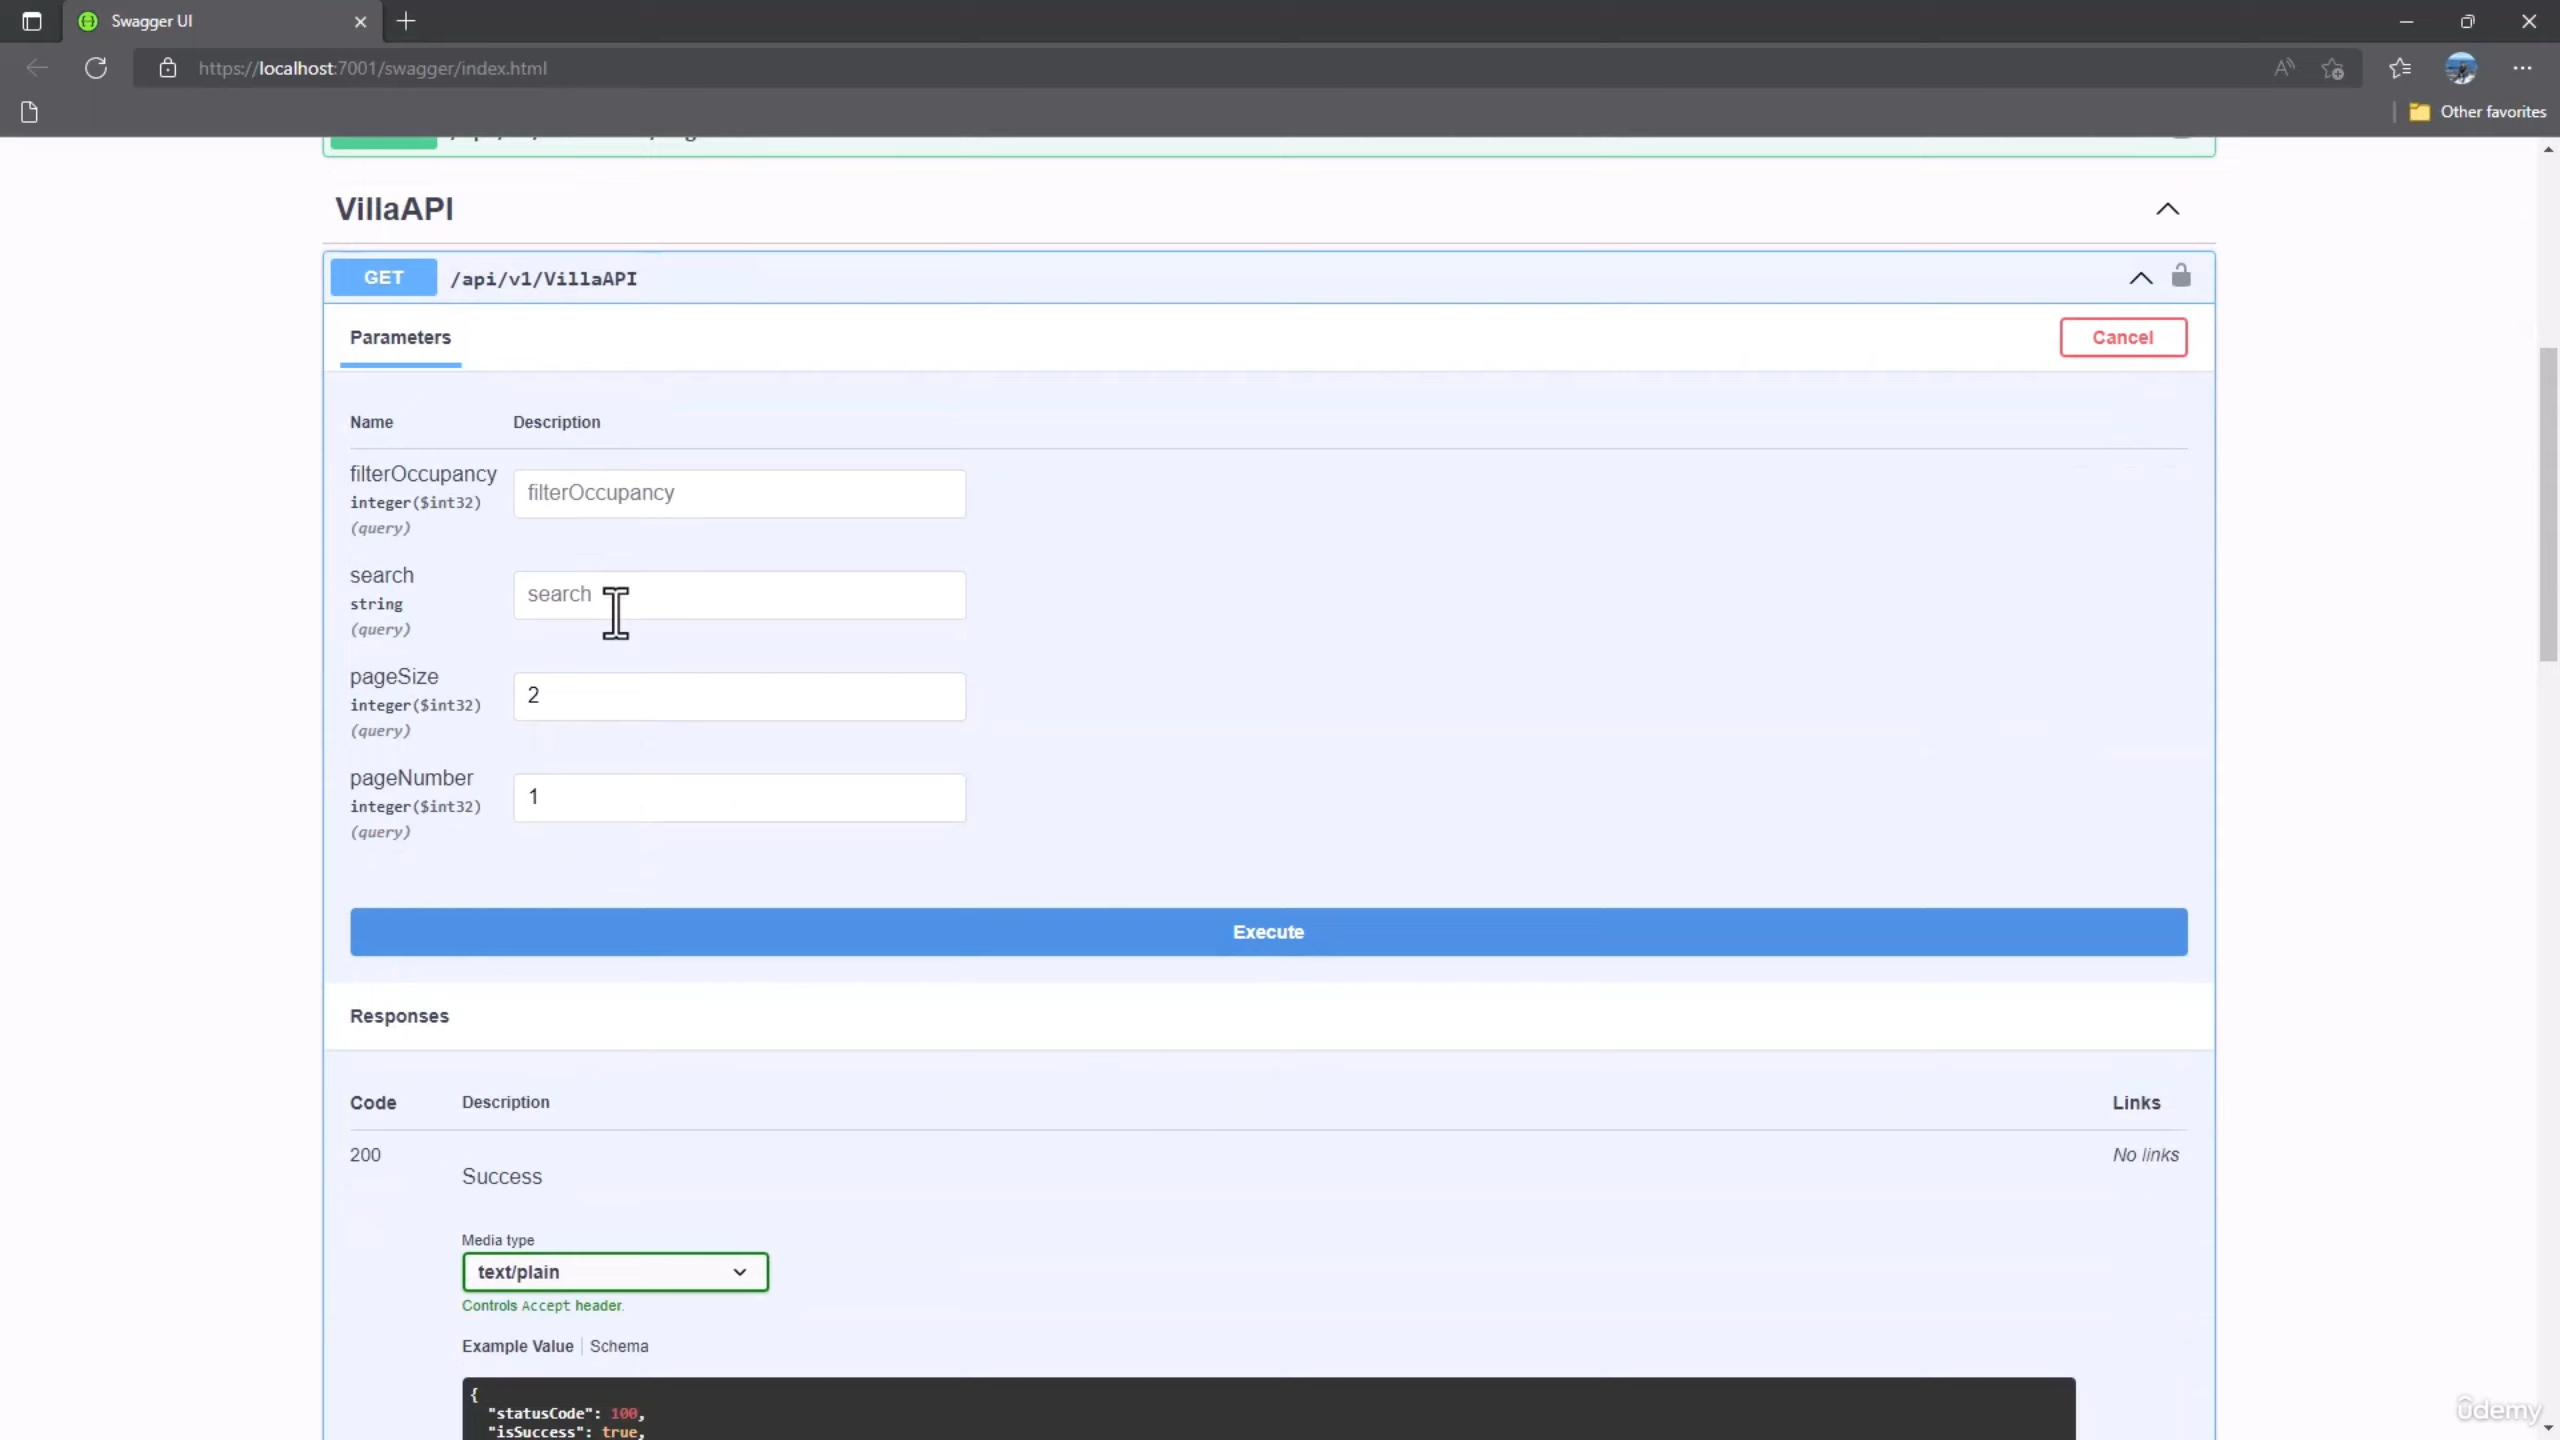 Swagger UI
https://localhost:7001/swagger/index.html
Other favorites
VillaAPI
GET /api/v1/VillaAPI
Parameters
Cancel
Name Description
filterOccupancy
integer($int32)
(query)
filterOccupancy
search
string
(query)
search
pageSize
integer($int32)
(query)
2
pageNumber
integer($int32)
(query)
1
Execute
Responses
Code Description Links
200
Success
No links
Media type
text/plain
Controls Accept header.
Example Value Schema
{
"statusCode": 100,
"isSuccess": true,
ûdemy